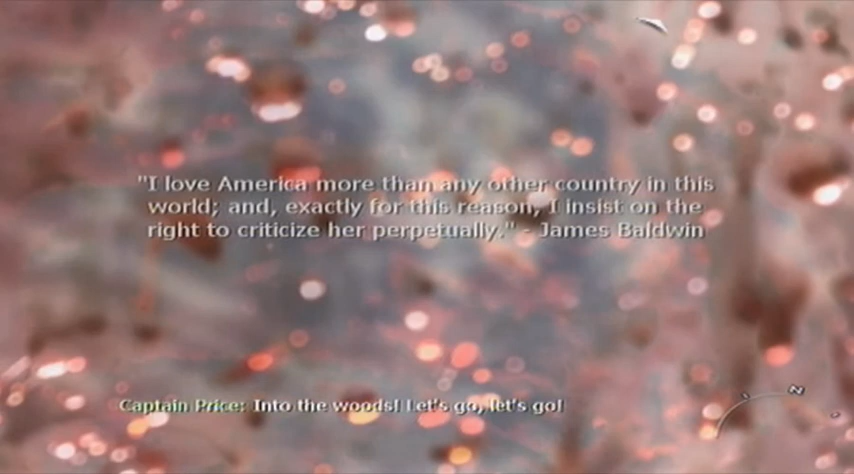 "I love America more than any other country in this
world; and, exactly for this reason, I insist on the
right to criticize her perpetually." - James Baldwin
Captain Price: Into the woods! Let's go, let's go!
N